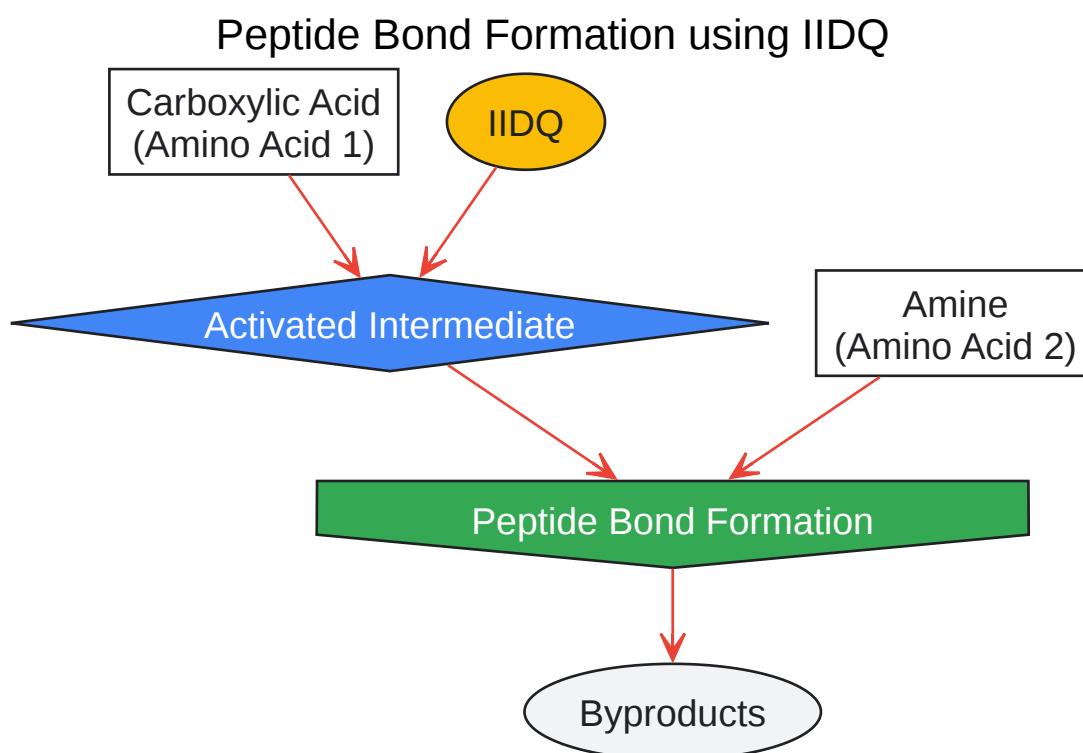 Peptide Bond Formation using IIDQ
Carboxylic Acid
(Amino Acid 1)
IIDQ
Activated Intermediate
Amine
(Amino Acid 2)
Peptide Bond Formation
Byproducts